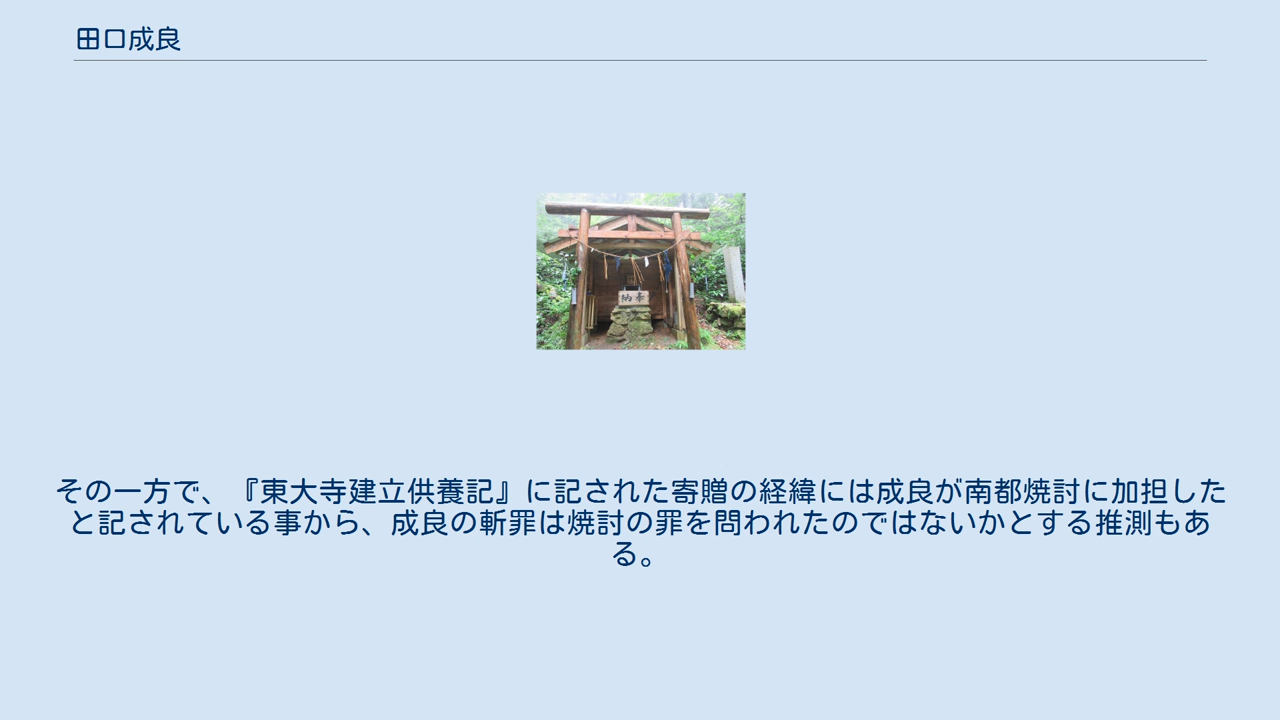 田口成良
納奉
その一方で、『東大寺建立供養記』に記された寄贈の経緯には成良が南都焼討に加担した
と記されている事から、成良の斬罪は焼討の罪を問われたのではないかとする推測もあ
る。